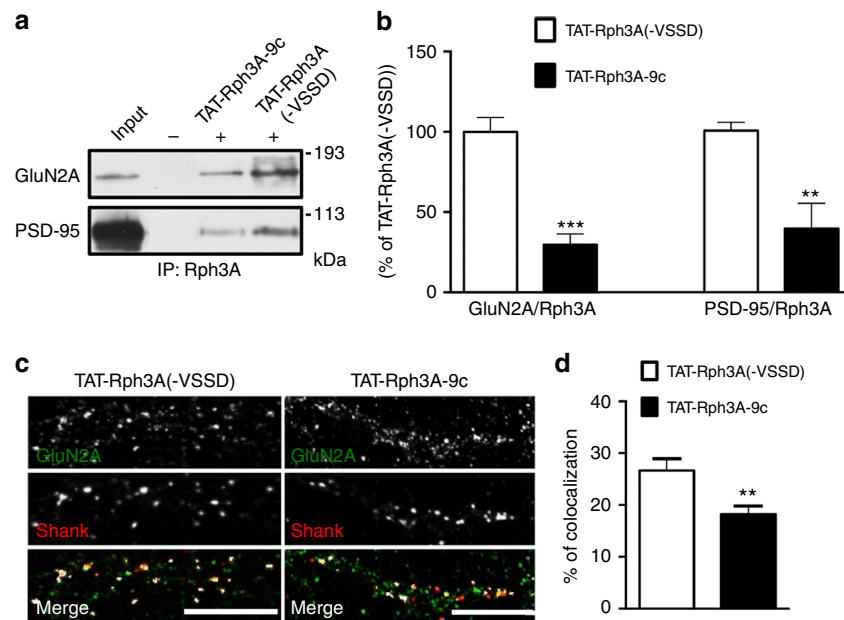 a
Input
–
TAT-Rph3A-9c
+
TAT-Rph3A
(-VSSD)
+
GluN2A
-193
PSD-95
-113
kDa
IP: Rph3A
b
TAT-Rph3A(-VSSD)
TAT-Rph3A-9c
(% of TAT-Rph3A(-VSSD))
150
100
50
0
***
**
GluN2A/Rph3A
PSD-95/Rph3A
c
TAT-Rph3A(-VSSD)
TAT-Rph3A-9c
GluN2A
GluN2A
Shank
Shank
Merge
Merge
d
TAT-Rph3A(-VSSD)
TAT-Rph3A-9c
% of colocalization
40
30
20
10
0
**